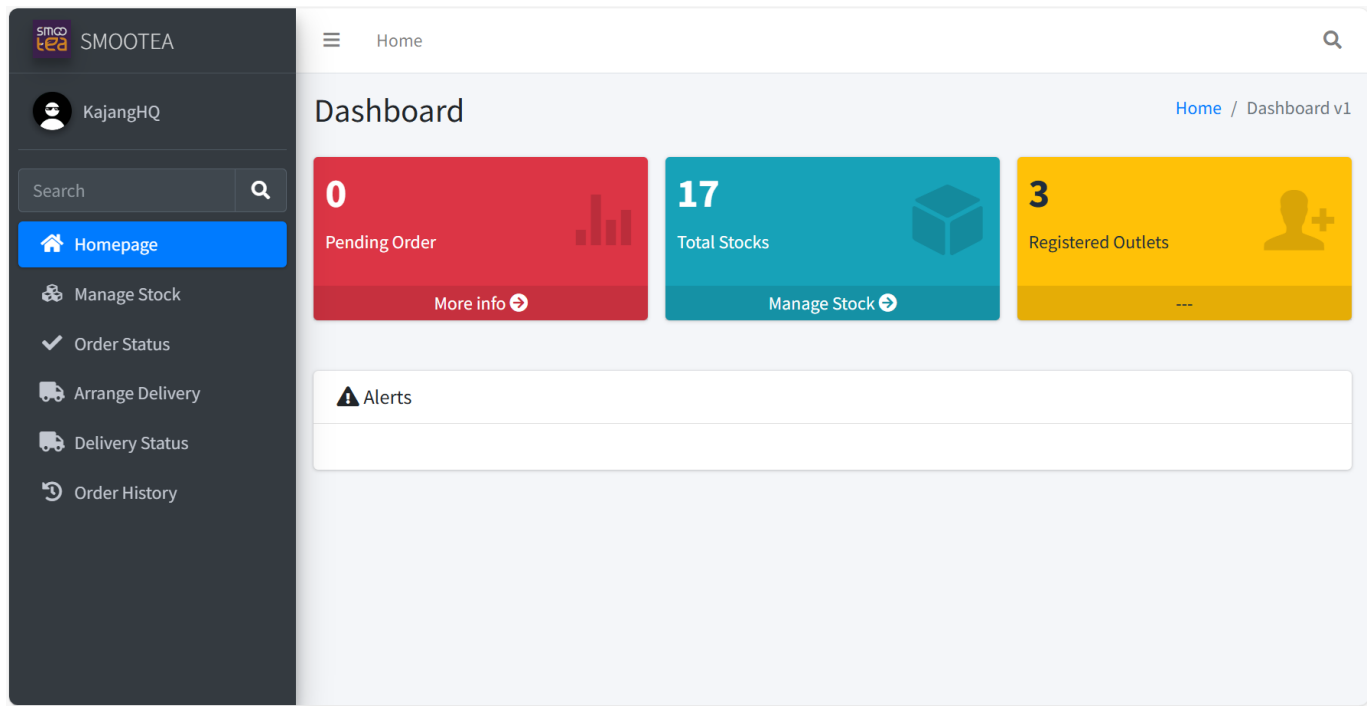 smoo
tea
SMOOTEA
KajangHQ
Search
Homepage
Manage Stock
Order Status
Arrange Delivery
Delivery Status
Order History
Home
Dashboard
Home / Dashboard v1
0
Pending Order
More info
17
Total Stocks
Manage Stock
3
Registered Outlets
---
Alerts